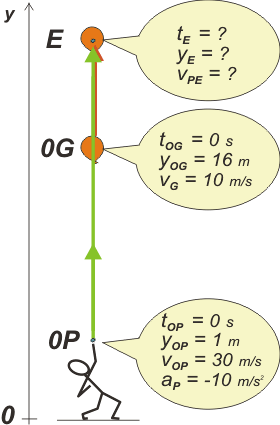 y
E
t_E = ?
y_E = ?
v_PE = ?
0G
t_OG = 0 s
y_OG = 16 m
v_G = 10 m/s
0P
t_OP = 0 s
y_OP = 1 m
v_OP = 30 m/s
a_P = -10 m/s²
0